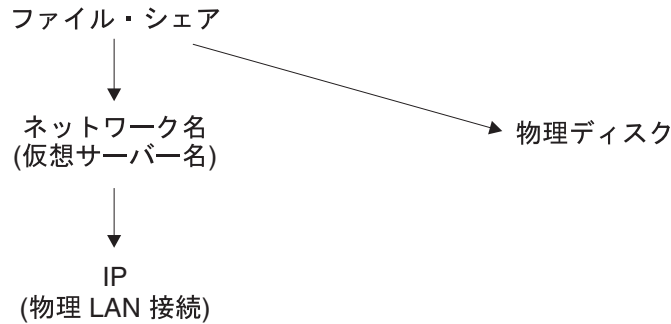 ファイル・シェア
ネットワーク名
(仮想サーバー名)
物理ディスク
IP
(物理 LAN 接続)